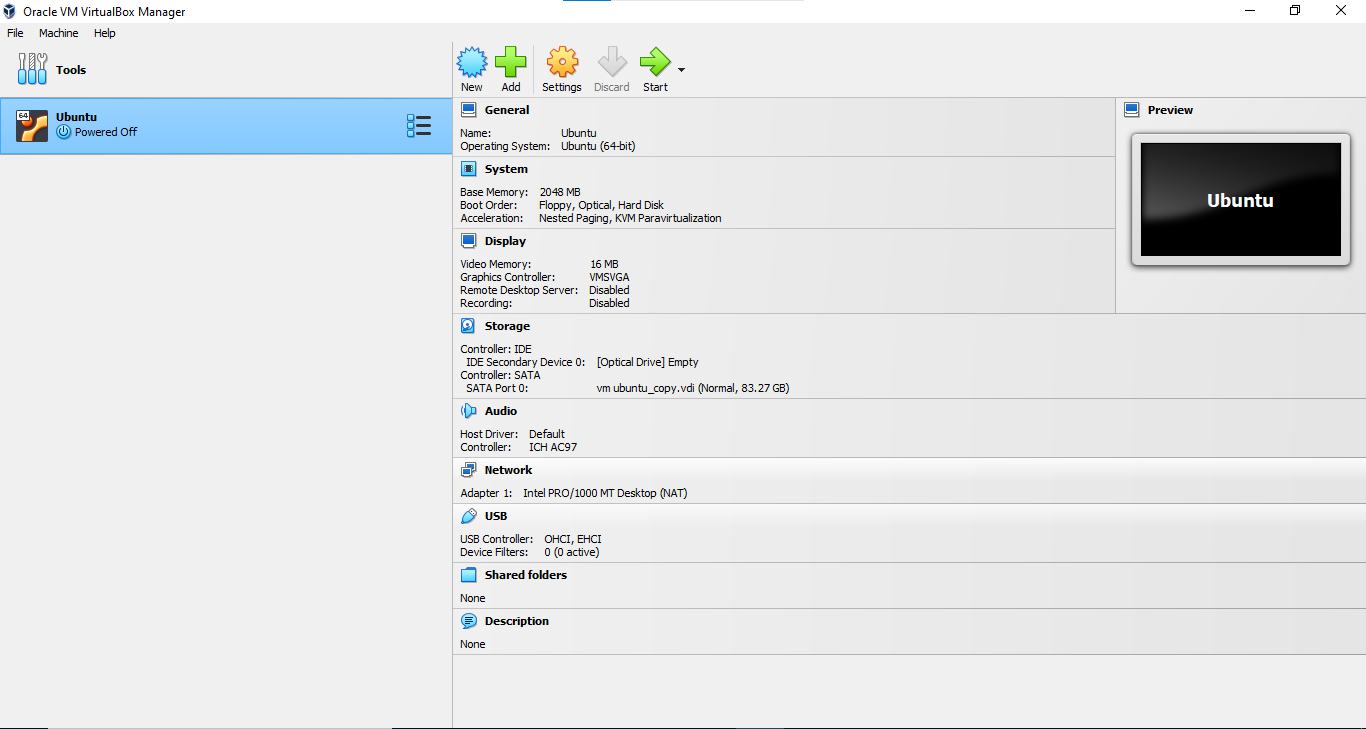 Oracle VM VirtualBox Manager
File Machine Help
Tools
New Add Settings Discard Start
64
Ubuntu
Powered Off
General
Name: Ubuntu
Operating System: Ubuntu (64-bit)
System
Base Memory: 2048 MB
Boot Order: Floppy, Optical, Hard Disk
Acceleration: Nested Paging, KVM Paravirtualization
Display
Video Memory: 16 MB
Graphics Controller: VMSVGA
Remote Desktop Server: Disabled
Recording: Disabled
Preview
Ubuntu
Storage
Controller: IDE
IDE Secondary Device 0: [Optical Drive] Empty
Controller: SATA
SATA Port 0: vm ubuntu_copy.vdi (Normal, 83.27 GB)
Audio
Host Driver: Default
Controller: ICH AC97
Network
Adapter 1: Intel PRO/1000 MT Desktop (NAT)
USB
USB Controller: OHCI, EHCI
Device Filters: 0 (0 active)
Shared folders
None
Description
None